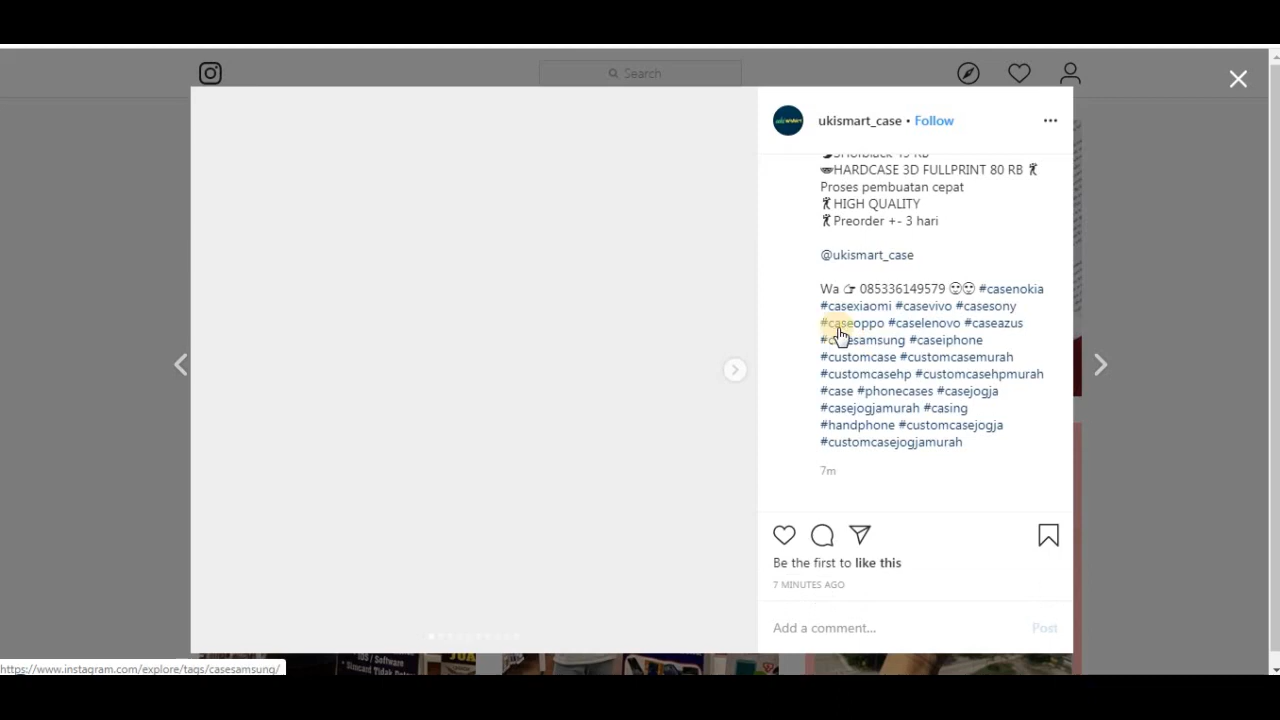 Search
ukismart_case • Follow
HARDCASE 3D FULLPRINT 80 RB
Proses pembuatan cepat
HIGH QUALITY
Preorder +- 3 hari
@ukismart_case
Wa 085336149579 #casenokia
#casexiaomi #casevivo #casesony
#caseoppo #caselenovo #caseazus
#casesamsung #caseiphone
#customcase #customcasemurah
#customcasehp #customcasehpmurah
#case #phonecases #casejogja
#casejogjamurah #casing
#handphone #customcasejogja
#customcasejogjamurah
7m
Be the first to like this
7 MINUTES AGO
Add a comment... Post
https://www.instagram.com/explore/tags/casesamsung/